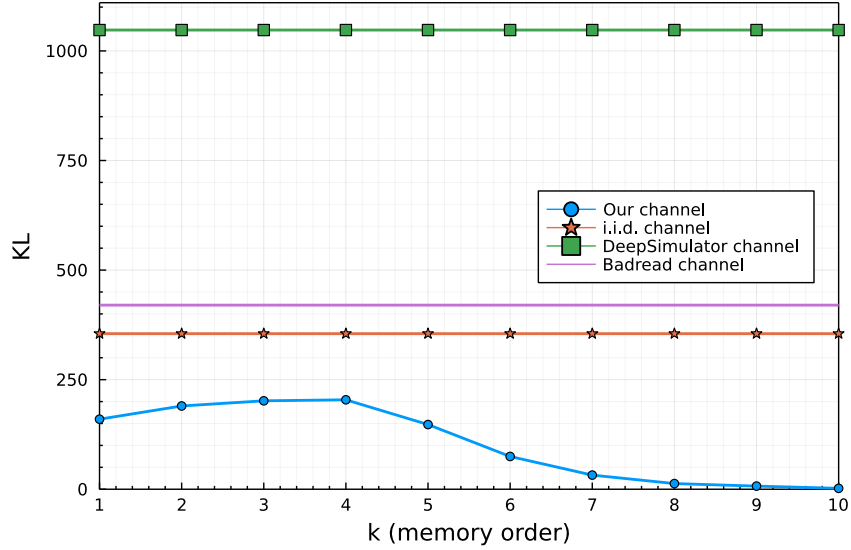 1000
750
500
250
0
KL
Our channel
i.i.d. channel
DeepSimulator channel
Badread channel
1 2 3 4 5 6 7 8 9 10
k (memory order)